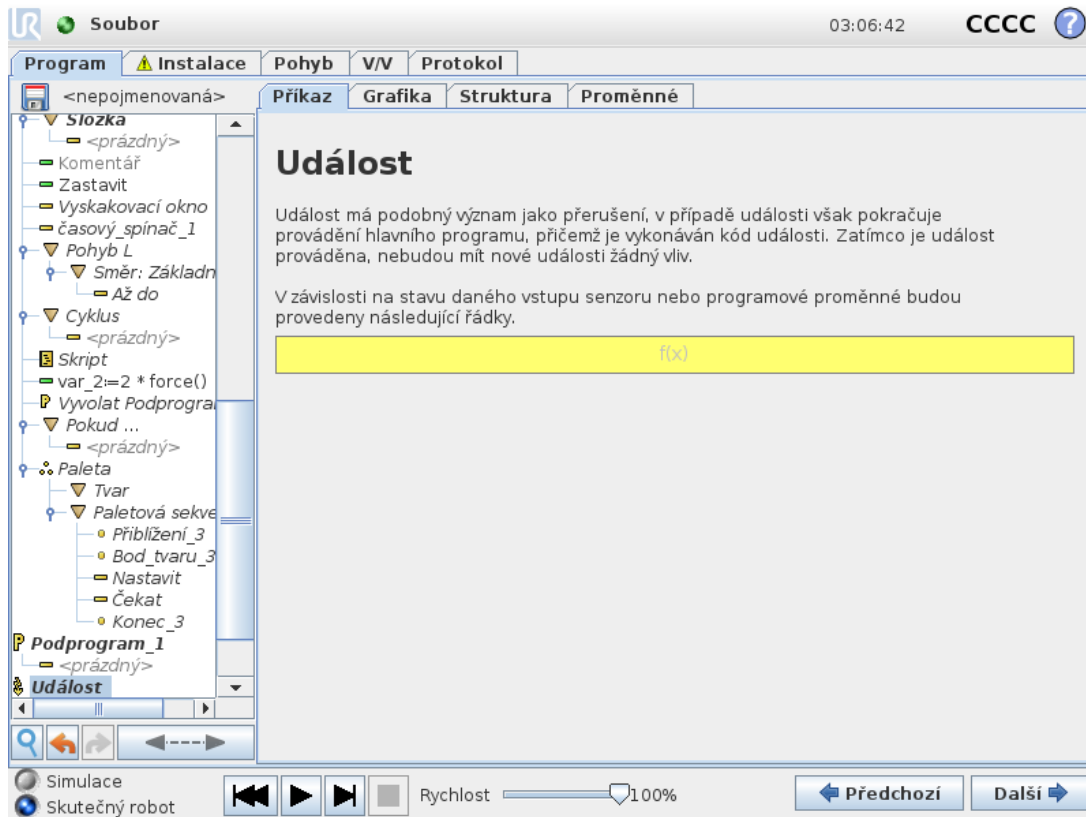 Soubor
03:06:42
CCCC
?
Program
Instalace
Pohyb
V/V
Protokol
<nepojmenovaná>
Příkaz
Grafika
Struktura
Proměnné
Složka
<prázdný>
Komentář
Zastavit
Vyskakovací okno
časový_spínač_1
Pohyb L
Směr: Základn
Až do
Cyklus
<prázdný>
Skript
var_2≔2 * force()
Vyvolat Podprogra
Pokud ...
<prázdný>
Paleta
Tvar
Paletová sekve
Přiblížení_3
Bod_tvaru_3
Nastavit
Čekat
Konec_3
P Podprogram_1
<prázdný>
Událost
Událost
Událost má podobný význam jako přerušení, v případě události však pokračuje
provádění hlavního programu, přičemž je vykonáván kód události. Zatímco je událost
prováděna, nebudou mít nové události žádný vliv.
V závislosti na stavu daného vstupu senzoru nebo programové proměnné budou
provedeny následující řádky.
f(x)
Simulace
Skutečný robot
Rychlost
100%
Předchozí
Další